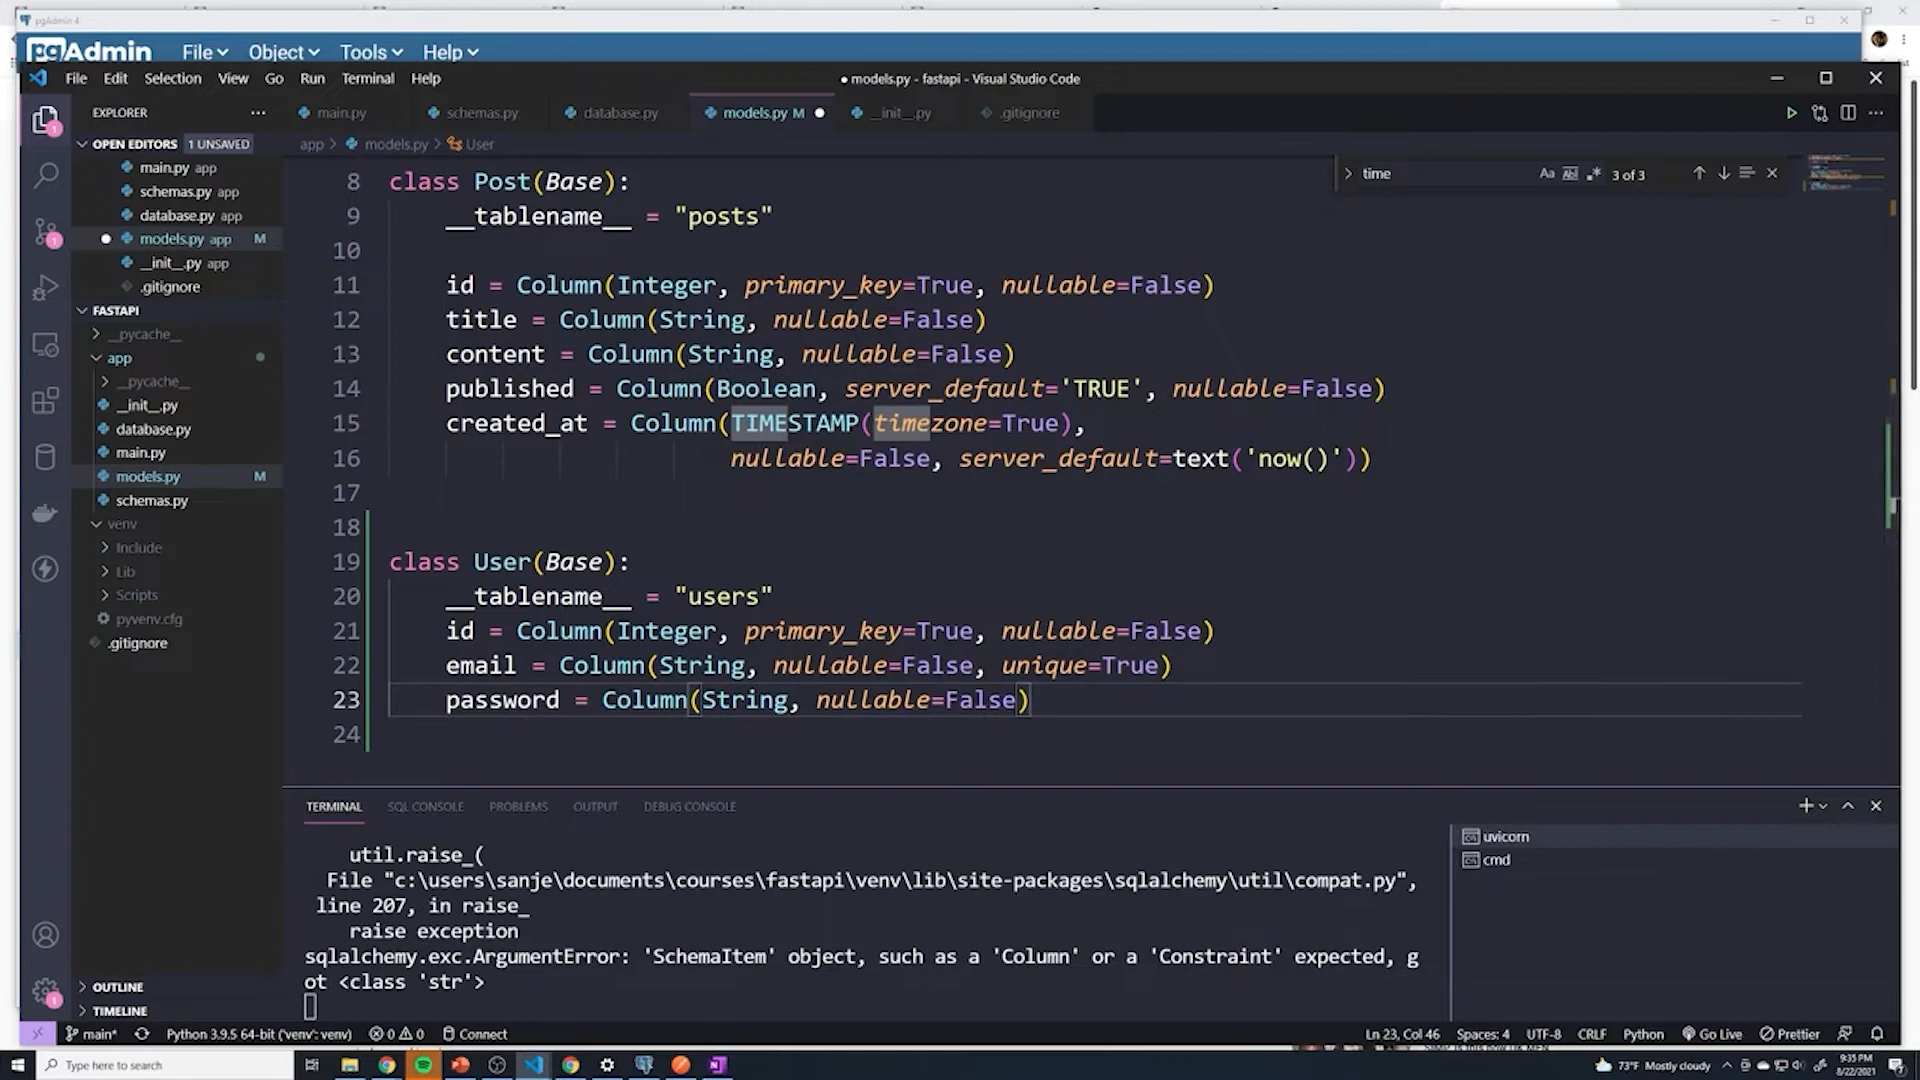 pgAdmin 4
pgAdmin File Object Tools Help
File Edit Selection View Go Run Terminal Help
● models.py - fastapi - Visual Studio Code
EXPLORER ···
main.py schemas.py database.py models.py M ● __init__.py .gitignore
OPEN EDITORS 1 UNSAVED
main.py app
schemas.py app
database.py app
models.py app M
__init__.py app
.gitignore
FASTAPI
__pycache__
app
__pycache__
__init__.py
database.py
main.py
models.py M
schemas.py
venv
Include
Lib
Scripts
pyvenv.cfg
.gitignore
OUTLINE
TIMELINE
app > models.py > User
time Aa Abl .* 3 of 3
8 class Post(Base):
9 __tablename__ = "posts"
10
11 id = Column(Integer, primary_key=True, nullable=False)
12 title = Column(String, nullable=False)
13 content = Column(String, nullable=False)
14 published = Column(Boolean, server_default='TRUE', nullable=False)
15 created_at = Column(TIMESTAMP(timezone=True),
16 nullable=False, server_default=text('now()'))
17
18
19 class User(Base):
20 __tablename__ = "users"
21 id = Column(Integer, primary_key=True, nullable=False)
22 email = Column(String, nullable=False, unique=True)
23 password = Column(String, nullable=False)
24
TERMINAL SQL CONSOLE PROBLEMS OUTPUT DEBUG CONSOLE
util.raise_(
File "c:\users\sanje\documents\courses\fastapi\venv\lib\site-packages\sqlalchemy\util\compat.py",
line 207, in raise_
raise exception
sqlalchemy.exc.ArgumentError: 'SchemaItem' object, such as a 'Column' or a 'Constraint' expected, g
ot <class 'str'>
uvicorn
cmd
main* Python 3.9.5 64-bit ('venv': venv) 0 0 Connect
Ln 23, Col 46 Spaces: 4 UTF-8 CRLF Python Go Live Prettier
Type here to search
73°F Mostly cloudy
9:35 PM
8/22/2021